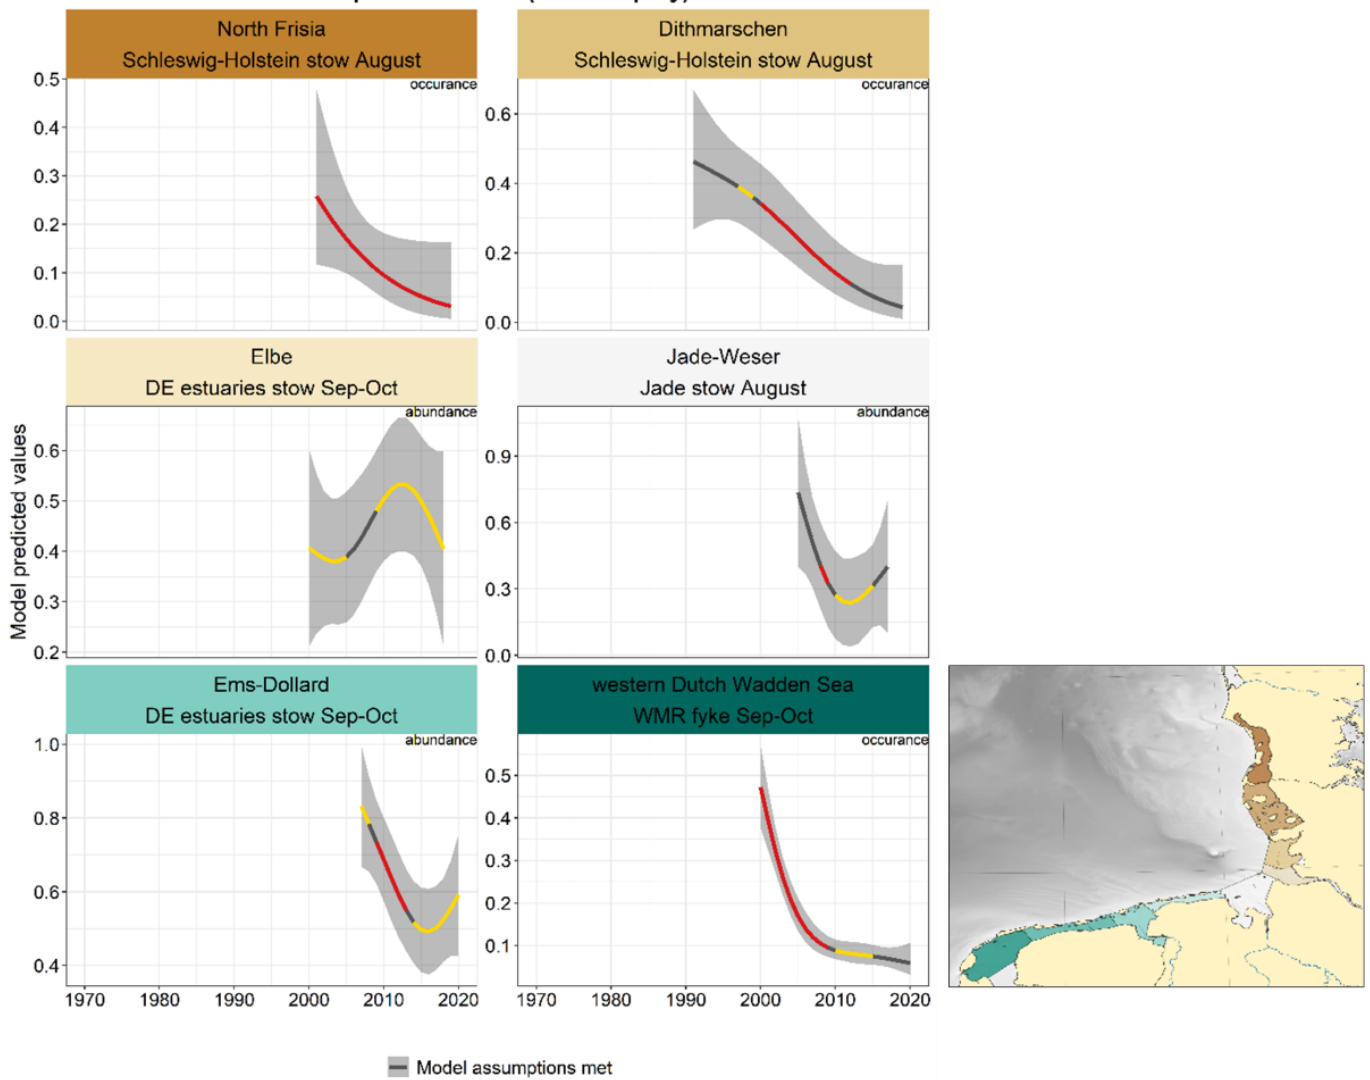 North Frisia
Schleswig-Holstein stow August
Dithmarschen
Schleswig-Holstein stow August
occurance
0.5
0.4
0.3
0.2
0.1
0.0
occurance
0.6
0.4
0.2
0.0
Elbe
DE estuaries stow Sep-Oct
Jade-Weser
Jade stow August
Model predicted values
abundance
0.6
0.5
0.4
0.3
0.2
abundance
0.9
0.6
0.3
0.0
Ems-Dollard
DE estuaries stow Sep-Oct
western Dutch Wadden Sea
WMR fyke Sep-Oct
abundance
1.0
0.8
0.6
0.4
occurance
0.5
0.4
0.3
0.2
0.1
1970 1980 1990 2000 2010 2020
1970 1980 1990 2000 2010 2020
Model assumptions met